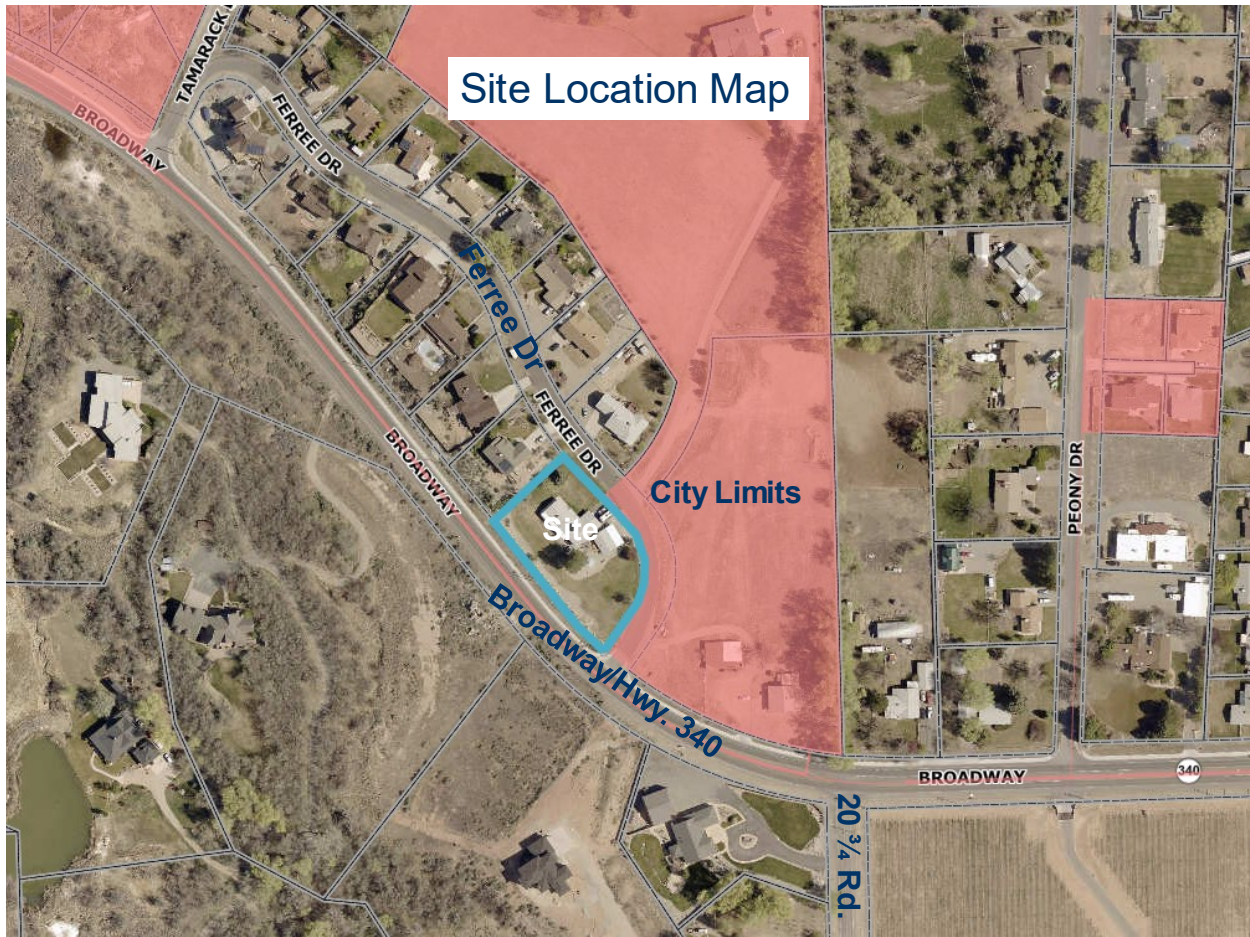 Site Location Map
TAMARACK
BROADWAY
FERREE DR
Ferree Dr
FERREE DR
BROADWAY
City Limits
Site
PEONY DR
Broadway/Hwy. 340
BROADWAY
340
20 ¾ Rd.